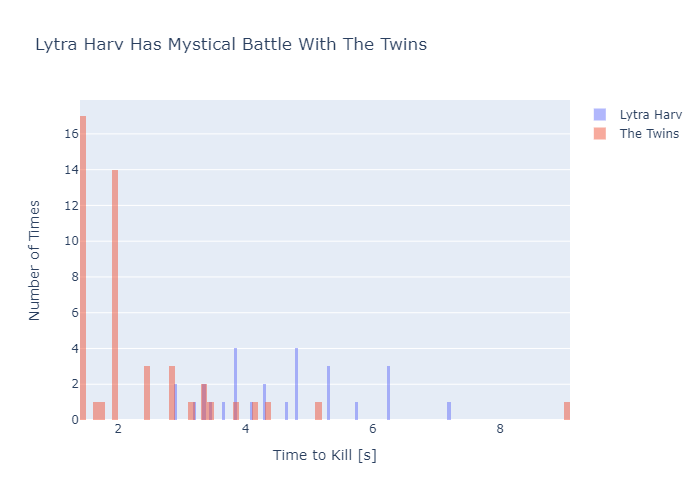 Lytra Harv Has Mystical Battle With The Twins
Lytra Harv
The Twins
16
14
12
10
8
6
4
2
0
2
4
6
8
Number of Times
Time to Kill [s]